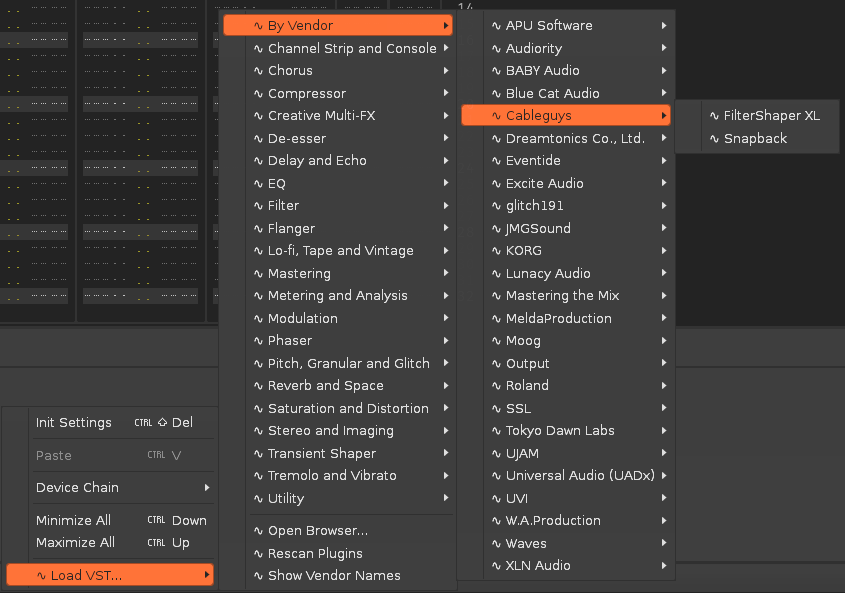 14
By Vendor
Channel Strip and Console
Chorus
Compressor
Creative Multi-FX
De-esser
Delay and Echo
EQ
Filter
Flanger
Lo-fi, Tape and Vintage
Mastering
Metering and Analysis
Modulation
Phaser
Pitch, Granular and Glitch
Reverb and Space
Saturation and Distortion
Stereo and Imaging
Transient Shaper
Tremolo and Vibrato
Utility
Open Browser...
Rescan Plugins
Show Vendor Names
APU Software
Audiority
BABY Audio
Blue Cat Audio
Cableguys
Dreamtonics Co., Ltd.
Eventide
Excite Audio
glitch191
JMGSound
KORG
Lunacy Audio
Mastering the Mix
MeldaProduction
Moog
Output
Roland
SSL
Tokyo Dawn Labs
UJAM
Universal Audio (UADx)
UVI
W.A.Production
Waves
XLN Audio
FilterShaper XL
Snapback
Init Settings CTRL ⇧ Del
Paste CTRL V
Device Chain
Minimize All CTRL Down
Maximize All CTRL Up
Load VST...